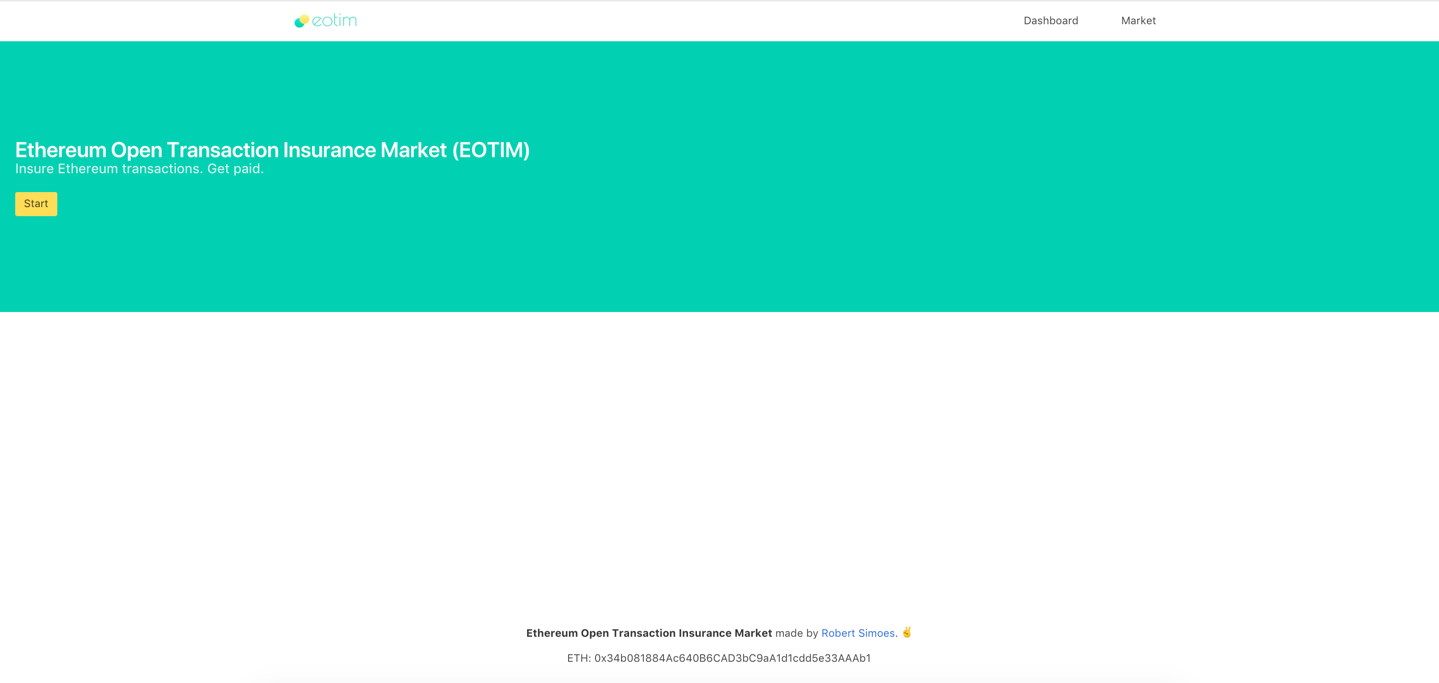 eotim
Dashboard
Market
Ethereum Open Transaction Insurance Market (EOTIM)
Insure Ethereum transactions. Get paid.
Start
Ethereum Open Transaction Insurance Market made by Robert Simoes. ✌️
ETH: 0x34b081884Ac640B6CAD3bC9aA1d1cdd5e33AAAb1